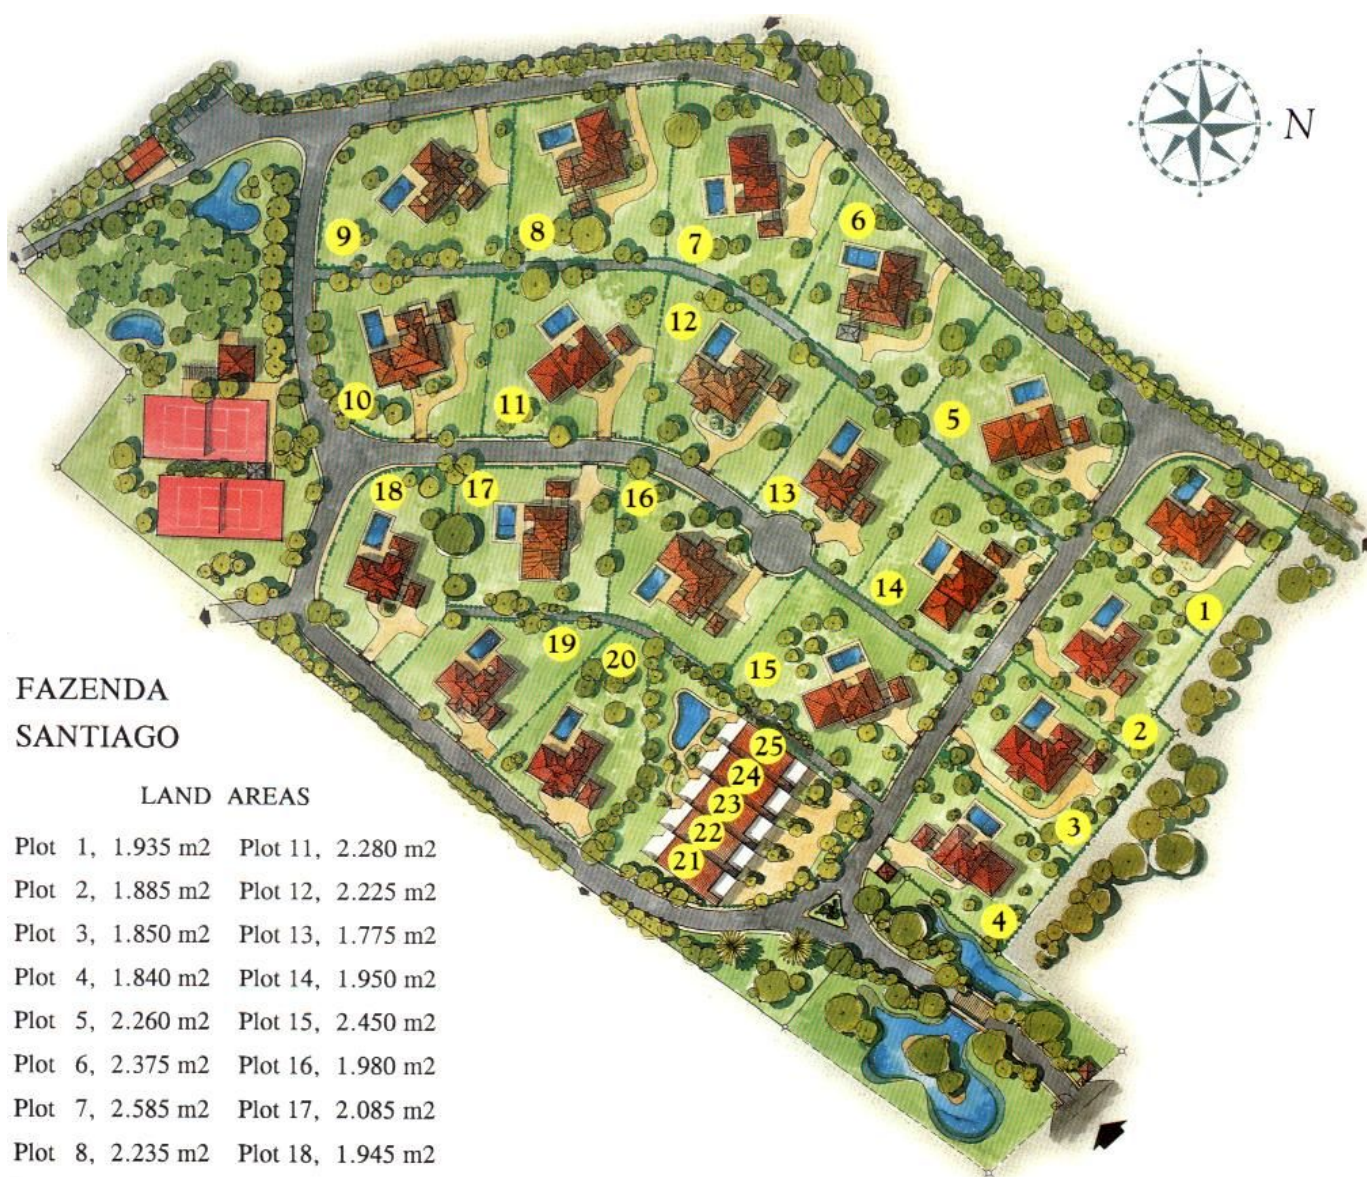 N
9
8
7
6
12
10
11
5
18
17
16
13
14
1
19
20
15
2
25
24
23
22
21
3
4
FAZENDA
SANTIAGO
LAND AREAS
Plot 1, 1.935 m2 Plot 11, 2.280 m2
Plot 2, 1.885 m2 Plot 12, 2.225 m2
Plot 3, 1.850 m2 Plot 13, 1.775 m2
Plot 4, 1.840 m2 Plot 14, 1.950 m2
Plot 5, 2.260 m2 Plot 15, 2.450 m2
Plot 6, 2.375 m2 Plot 16, 1.980 m2
Plot 7, 2.585 m2 Plot 17, 2.085 m2
Plot 8, 2.235 m2 Plot 18, 1.945 m2